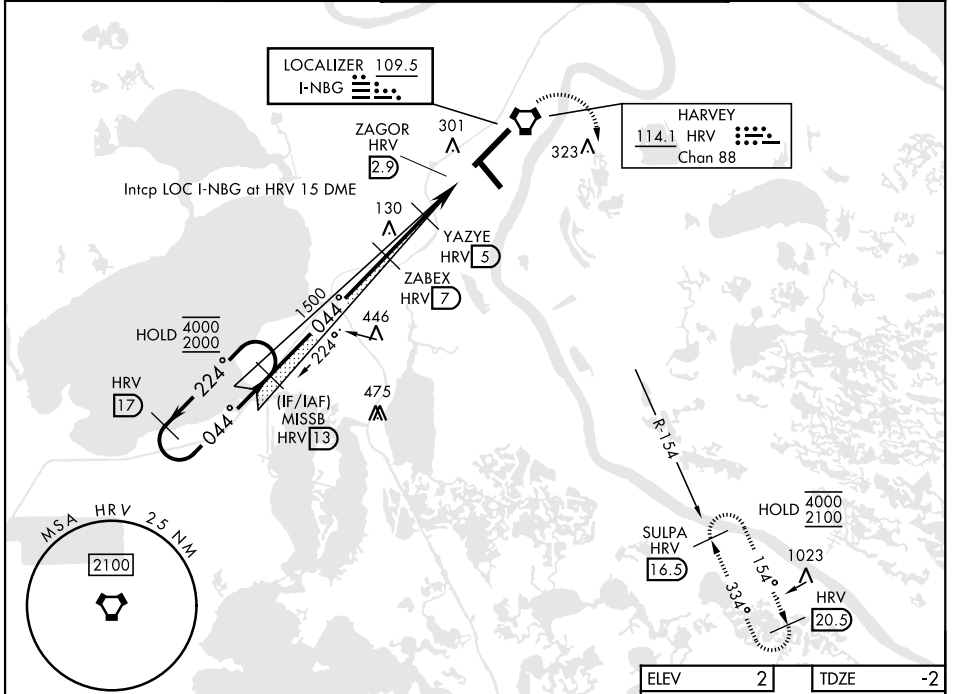 LOCALIZER 109.5
I-NBG
HARVEY
114.1 HRV
Chan 88
301
323
ZAGOR
HRV
2.9
Intcp LOC I-NBG at HRV 15 DME
130
YAZYE
HRV 5
ZABEX
HRV 7
1500
044°
446
224°
HOLD 4000
2000
224°
HRV
17
044°
(IF/IAF)
MISSB
HRV 13
475
R-154
HOLD 4000
2100
SULPA
HRV
16.5
154°
1023
334°
HRV
20.5
MSA HRV 25 NM
2100
ELEV 2
TDZE -2